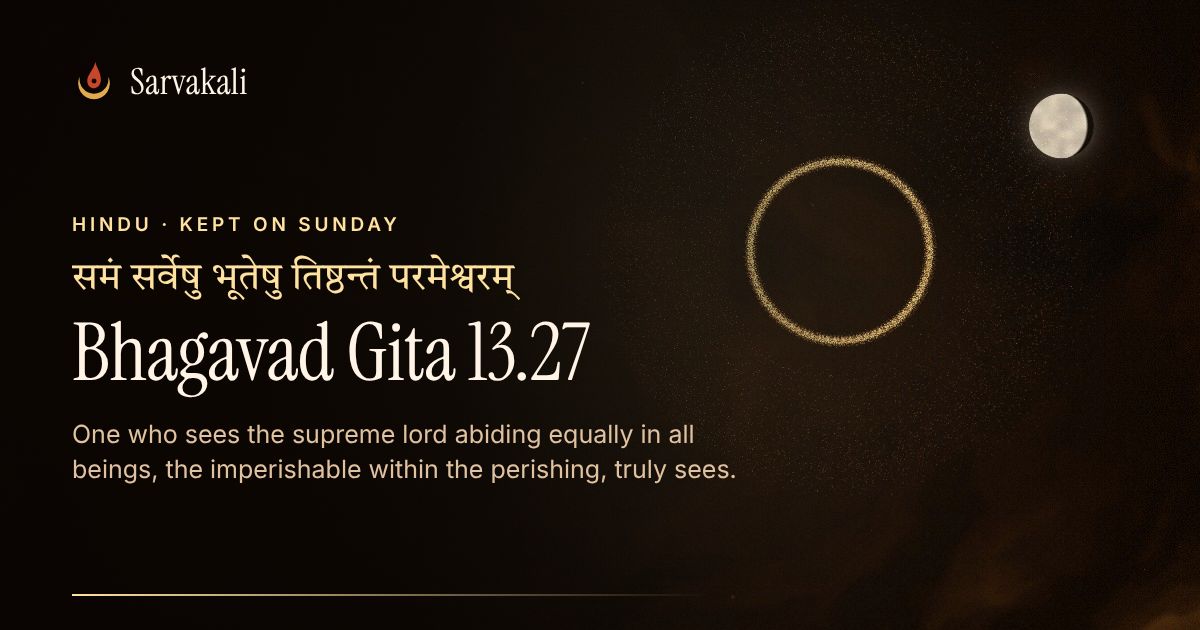 Sarvakali
HINDU · KEPT ON SUNDAY
समं सर्वेषु भूतेषु तिष्ठन्तं परमेश्वरम्
Bhagavad Gita 13.27
One who sees the supreme lord abiding equally in all
beings, the imperishable within the perishing, truly sees.